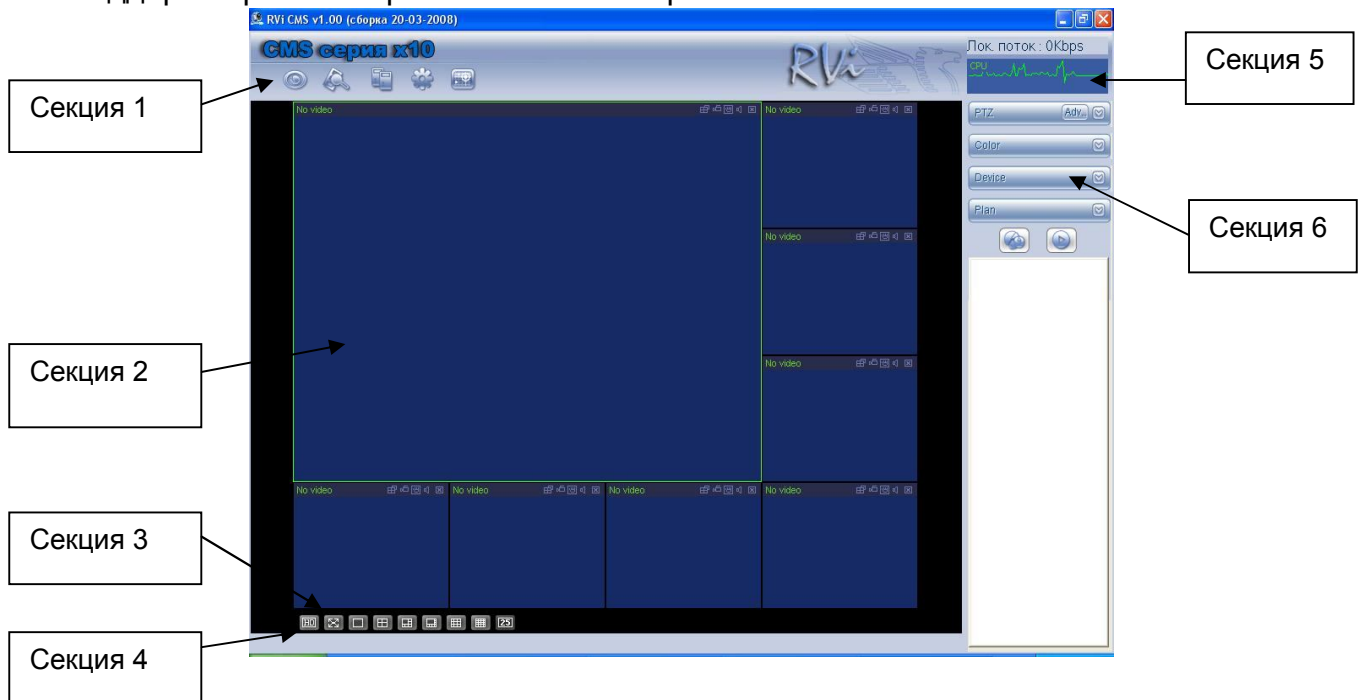 RVi CMS v1.00 (сборка 20-03-2008)
CMS серия x10
RVi
Лок. поток : 0Kbps
CPU
Секция 5
Секция 1
No video
No video
PTZ
Adv..
Color
Device
Plan
Секция 6
No video
Секция 2
No video
No video
No video
No video
No video
Секция 3
HQ
25
Секция 4